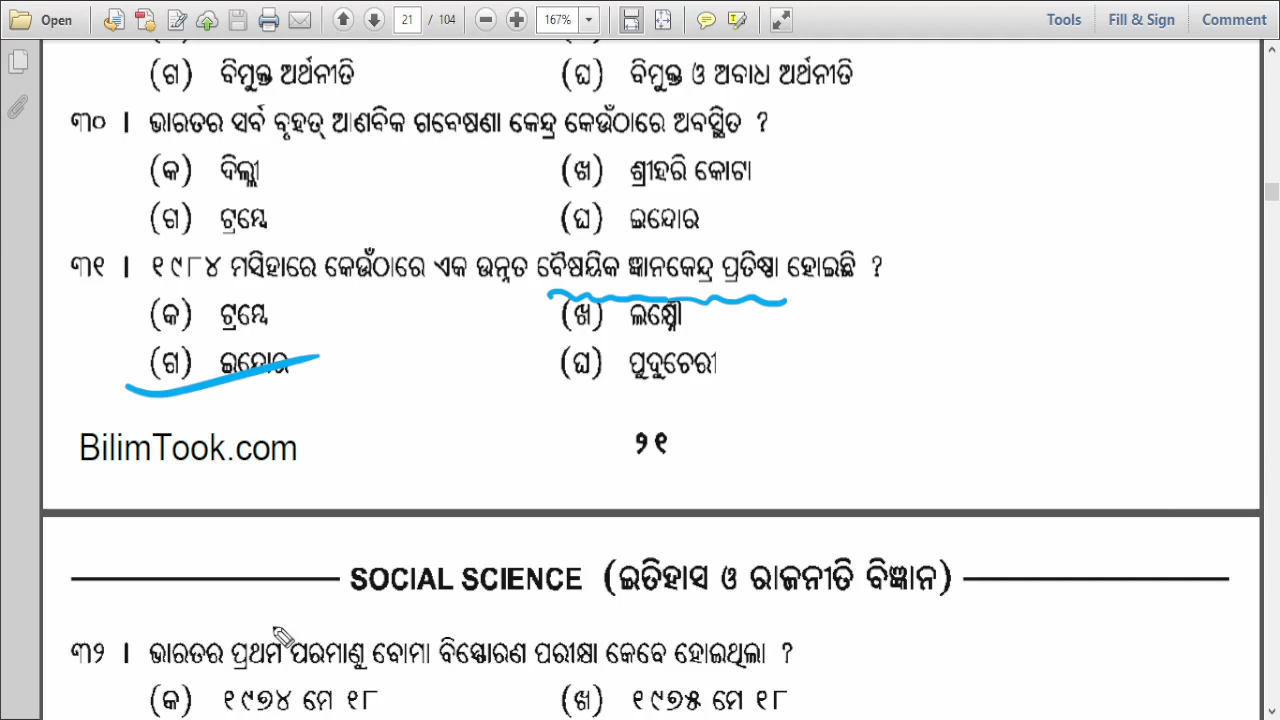 Open 21 / 104 167% Tools Fill & Sign Comment
(ଗ) ବିମୁକ୍ତ ଅର୍ଥନୀତି (ଘ) ବିମୁକ୍ତ ଓ ଅବାଧ ଅର୍ଥନୀତି
୩୦ । ଭାରତର ସର୍ବ ବୃହତ୍ ଆଣବିକ ଗବେଷଣା କେନ୍ଦ୍ର କେଉଁଠାରେ ଅବସ୍ଥିତ ?
(କ) ଦିଲ୍ଲୀ (ଖ) ଶ୍ରୀହରି କୋଟା
(ଗ) ଟ୍ରମ୍ବେ (ଘ) ଇନ୍ଦୋର
୩୧ । ୧୯୮୪ ମସିହାରେ କେଉଁଠାରେ ଏକ ଉନ୍ନତ ବୈଷୟିକ ଜ୍ଞାନକେନ୍ଦ୍ର ପ୍ରତିଷ୍ଠା ହୋଇଛି ?
(କ) ଟ୍ରମ୍ବେ (ଖ) ଲକ୍ଷ୍ନୌ
(ଗ) ଇନ୍ଦୋର (ଘ) ପୁଦୁଚେରୀ
BilimTook.com ୨୧
SOCIAL SCIENCE (ଇତିହାସ ଓ ରାଜନୀତି ବିଜ୍ଞାନ)
୩୨ । ଭାରତର ପ୍ରଥମ ପରମାଣୁ ବୋମା ବିସ୍ଫୋରଣ ପରୀକ୍ଷା କେବେ ହୋଇଥିଲା ?
(କ) ୧୯୭୪ ମେ ୧୮ (ଖ) ୧୯୭୫ ମେ ୧୮